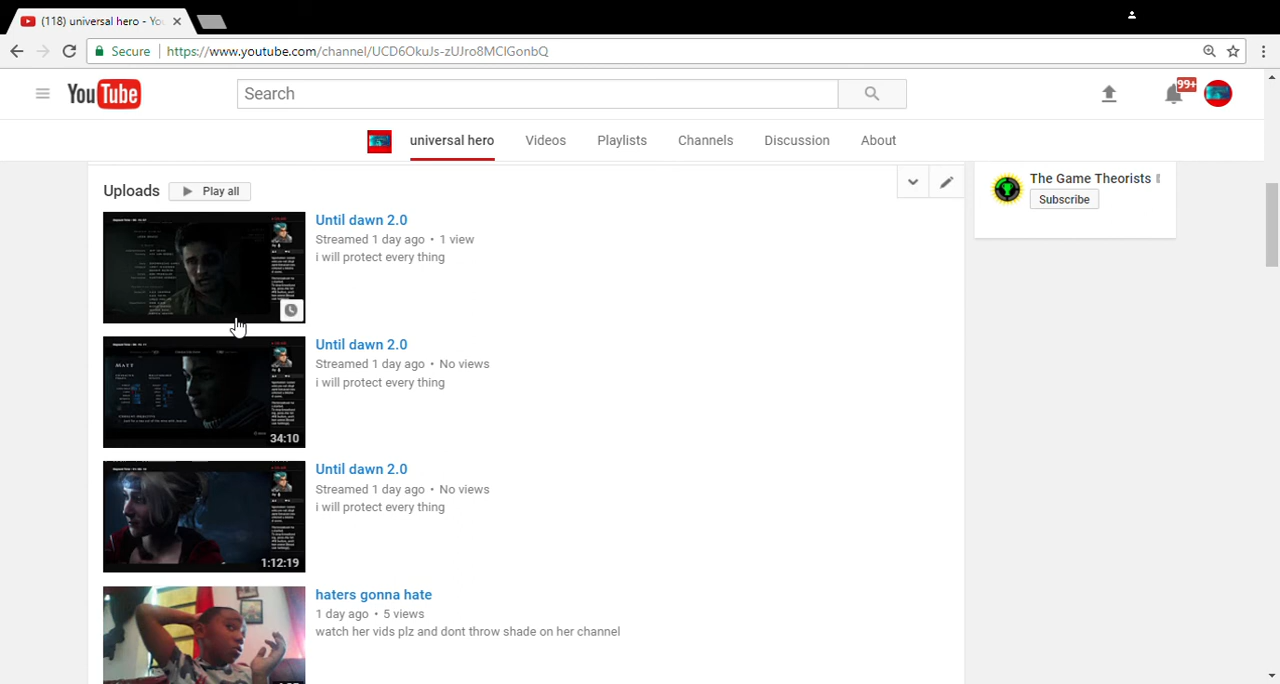 (118) universal hero - Yo
Secure
https://www.youtube.com/channel/UCD6OkuJs-zUJro8MCIGonbQ
YouTube
Search
99+
universal hero
Videos
Playlists
Channels
Discussion
About
Uploads
Play all
The Game Theorists
Subscribe
Until dawn 2.0
Streamed 1 day ago • 1 view
i will protect every thing
Until dawn 2.0
Streamed 1 day ago • No views
i will protect every thing
MATT
34:10
Until dawn 2.0
Streamed 1 day ago • No views
i will protect every thing
1:12:19
haters gonna hate
1 day ago • 5 views
watch her vids plz and dont throw shade on her channel